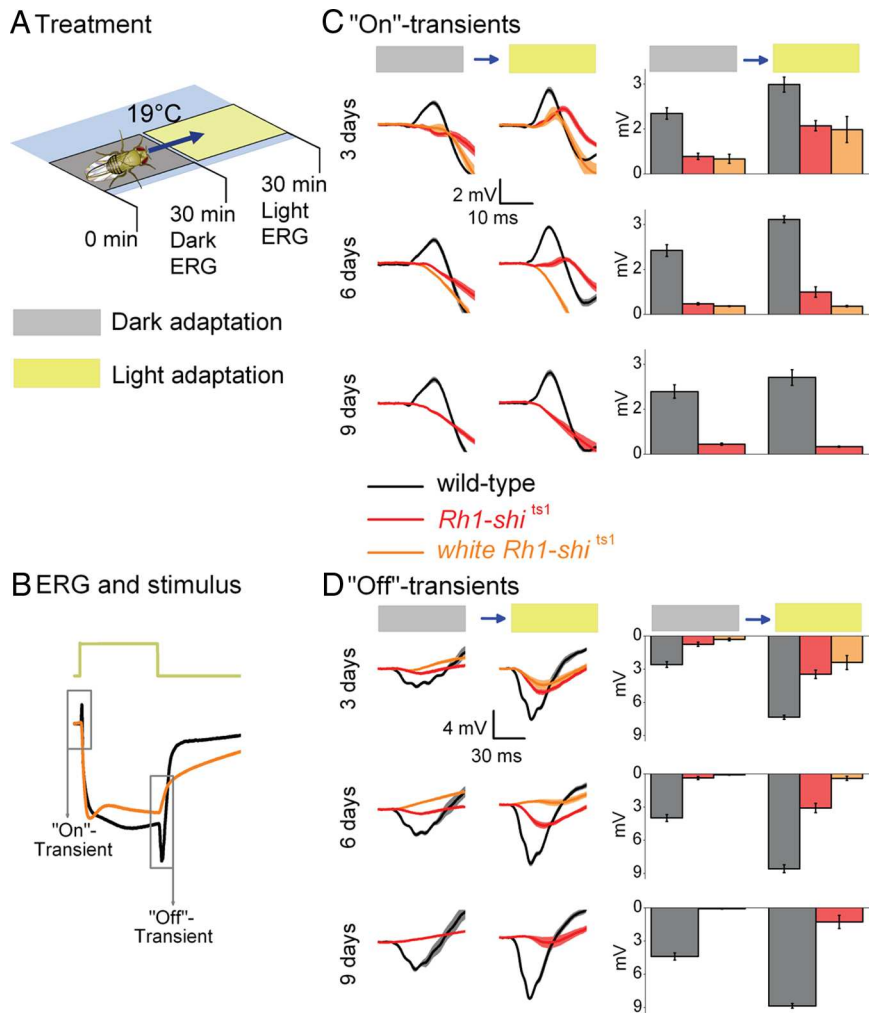 A Treatment
19°C
0 min
30 min
Dark
ERG
30 min
Light
ERG
Dark adaptation
Light adaptation
B ERG and stimulus
"On"-
Transient
"Off"-
Transient
C "On"-transients
3 days
2 mV
10 ms
6 days
9 days
3
2
0
mV
3
2
0
mV
3
2
0
mV
wild-type
Rh1-shi ts1
white Rh1-shi ts1
D "Off"-transients
3 days
4 mV
30 ms
6 days
9 days
0
3
6
9
mV
0
3
6
9
mV
0
3
6
9
mV